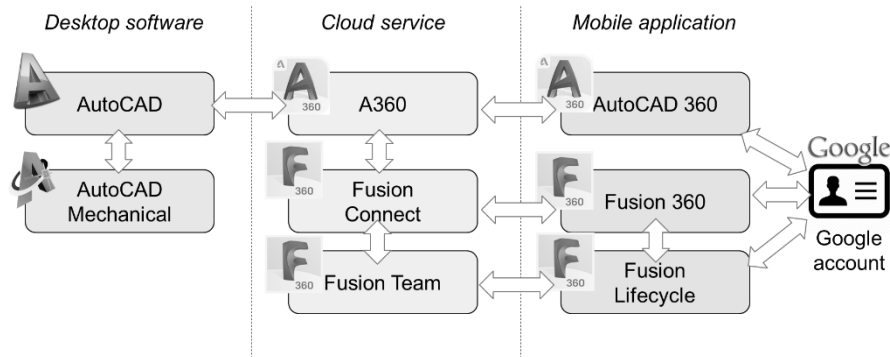 Desktop software
Cloud service
Mobile application
AutoCAD
360
A360
360
AutoCAD 360
Google
AutoCAD
Mechanical
360
Fusion
Connect
360
Fusion 360
Google
account
360
Fusion Team
360
Fusion
Lifecycle